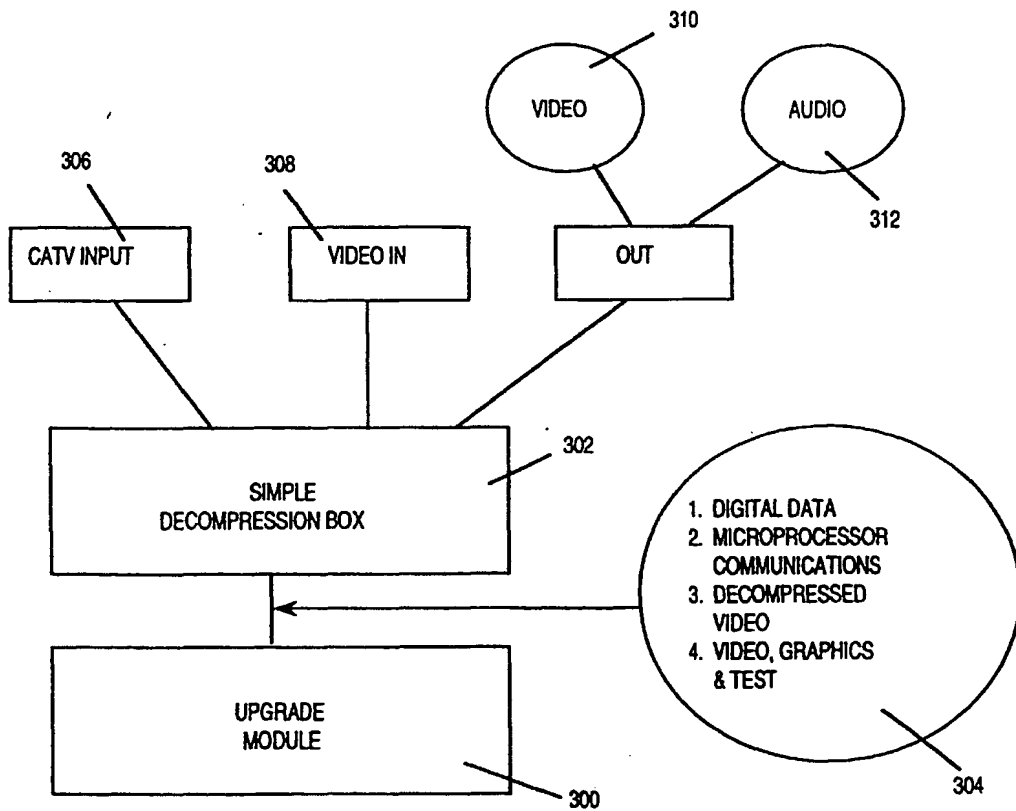 310
VIDEO
AUDIO
306
308
312
CATV INPUT
VIDEO IN
OUT
302
SIMPLE
DECOMPRESSION BOX
1. DIGITAL DATA
2. MICROPROCESSOR
COMMUNICATIONS
3. DECOMPRESSED
VIDEO
4. VIDEO, GRAPHICS
& TEST
UPGRADE
MODULE
304
300